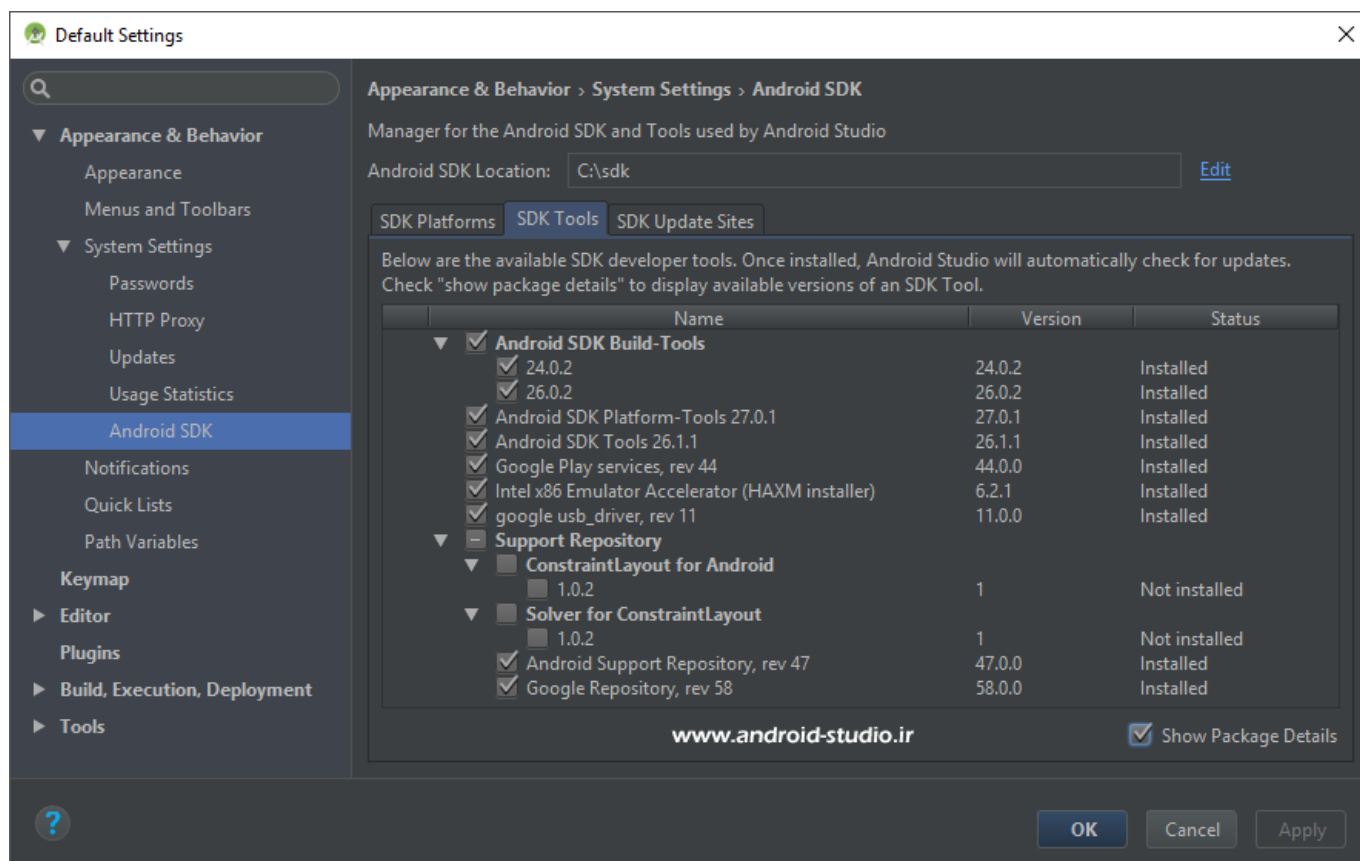 Default Settings
Appearance & Behavior
Appearance
Menus and Toolbars
System Settings
Passwords
HTTP Proxy
Updates
Usage Statistics
Android SDK
Notifications
Quick Lists
Path Variables
Keymap
Editor
Plugins
Build, Execution, Deployment
Tools
Appearance & Behavior › System Settings › Android SDK
Manager for the Android SDK and Tools used by Android Studio
Android SDK Location: C:\sdk Edit
SDK Platforms SDK Tools SDK Update Sites
Below are the available SDK developer tools. Once installed, Android Studio will automatically check for updates.
Check "show package details" to display available versions of an SDK Tool.
Name Version Status
Android SDK Build-Tools
24.0.2 24.0.2 Installed
26.0.2 26.0.2 Installed
Android SDK Platform-Tools 27.0.1 27.0.1 Installed
Android SDK Tools 26.1.1 26.1.1 Installed
Google Play services, rev 44 44.0.0 Installed
Intel x86 Emulator Accelerator (HAXM installer) 6.2.1 Installed
google usb_driver, rev 11 11.0.0 Installed
Support Repository
ConstraintLayout for Android
1.0.2 1 Not installed
Solver for ConstraintLayout
1.0.2 1 Not installed
Android Support Repository, rev 47 47.0.0 Installed
Google Repository, rev 58 58.0.0 Installed
www.android-studio.ir
Show Package Details
? OK Cancel Apply